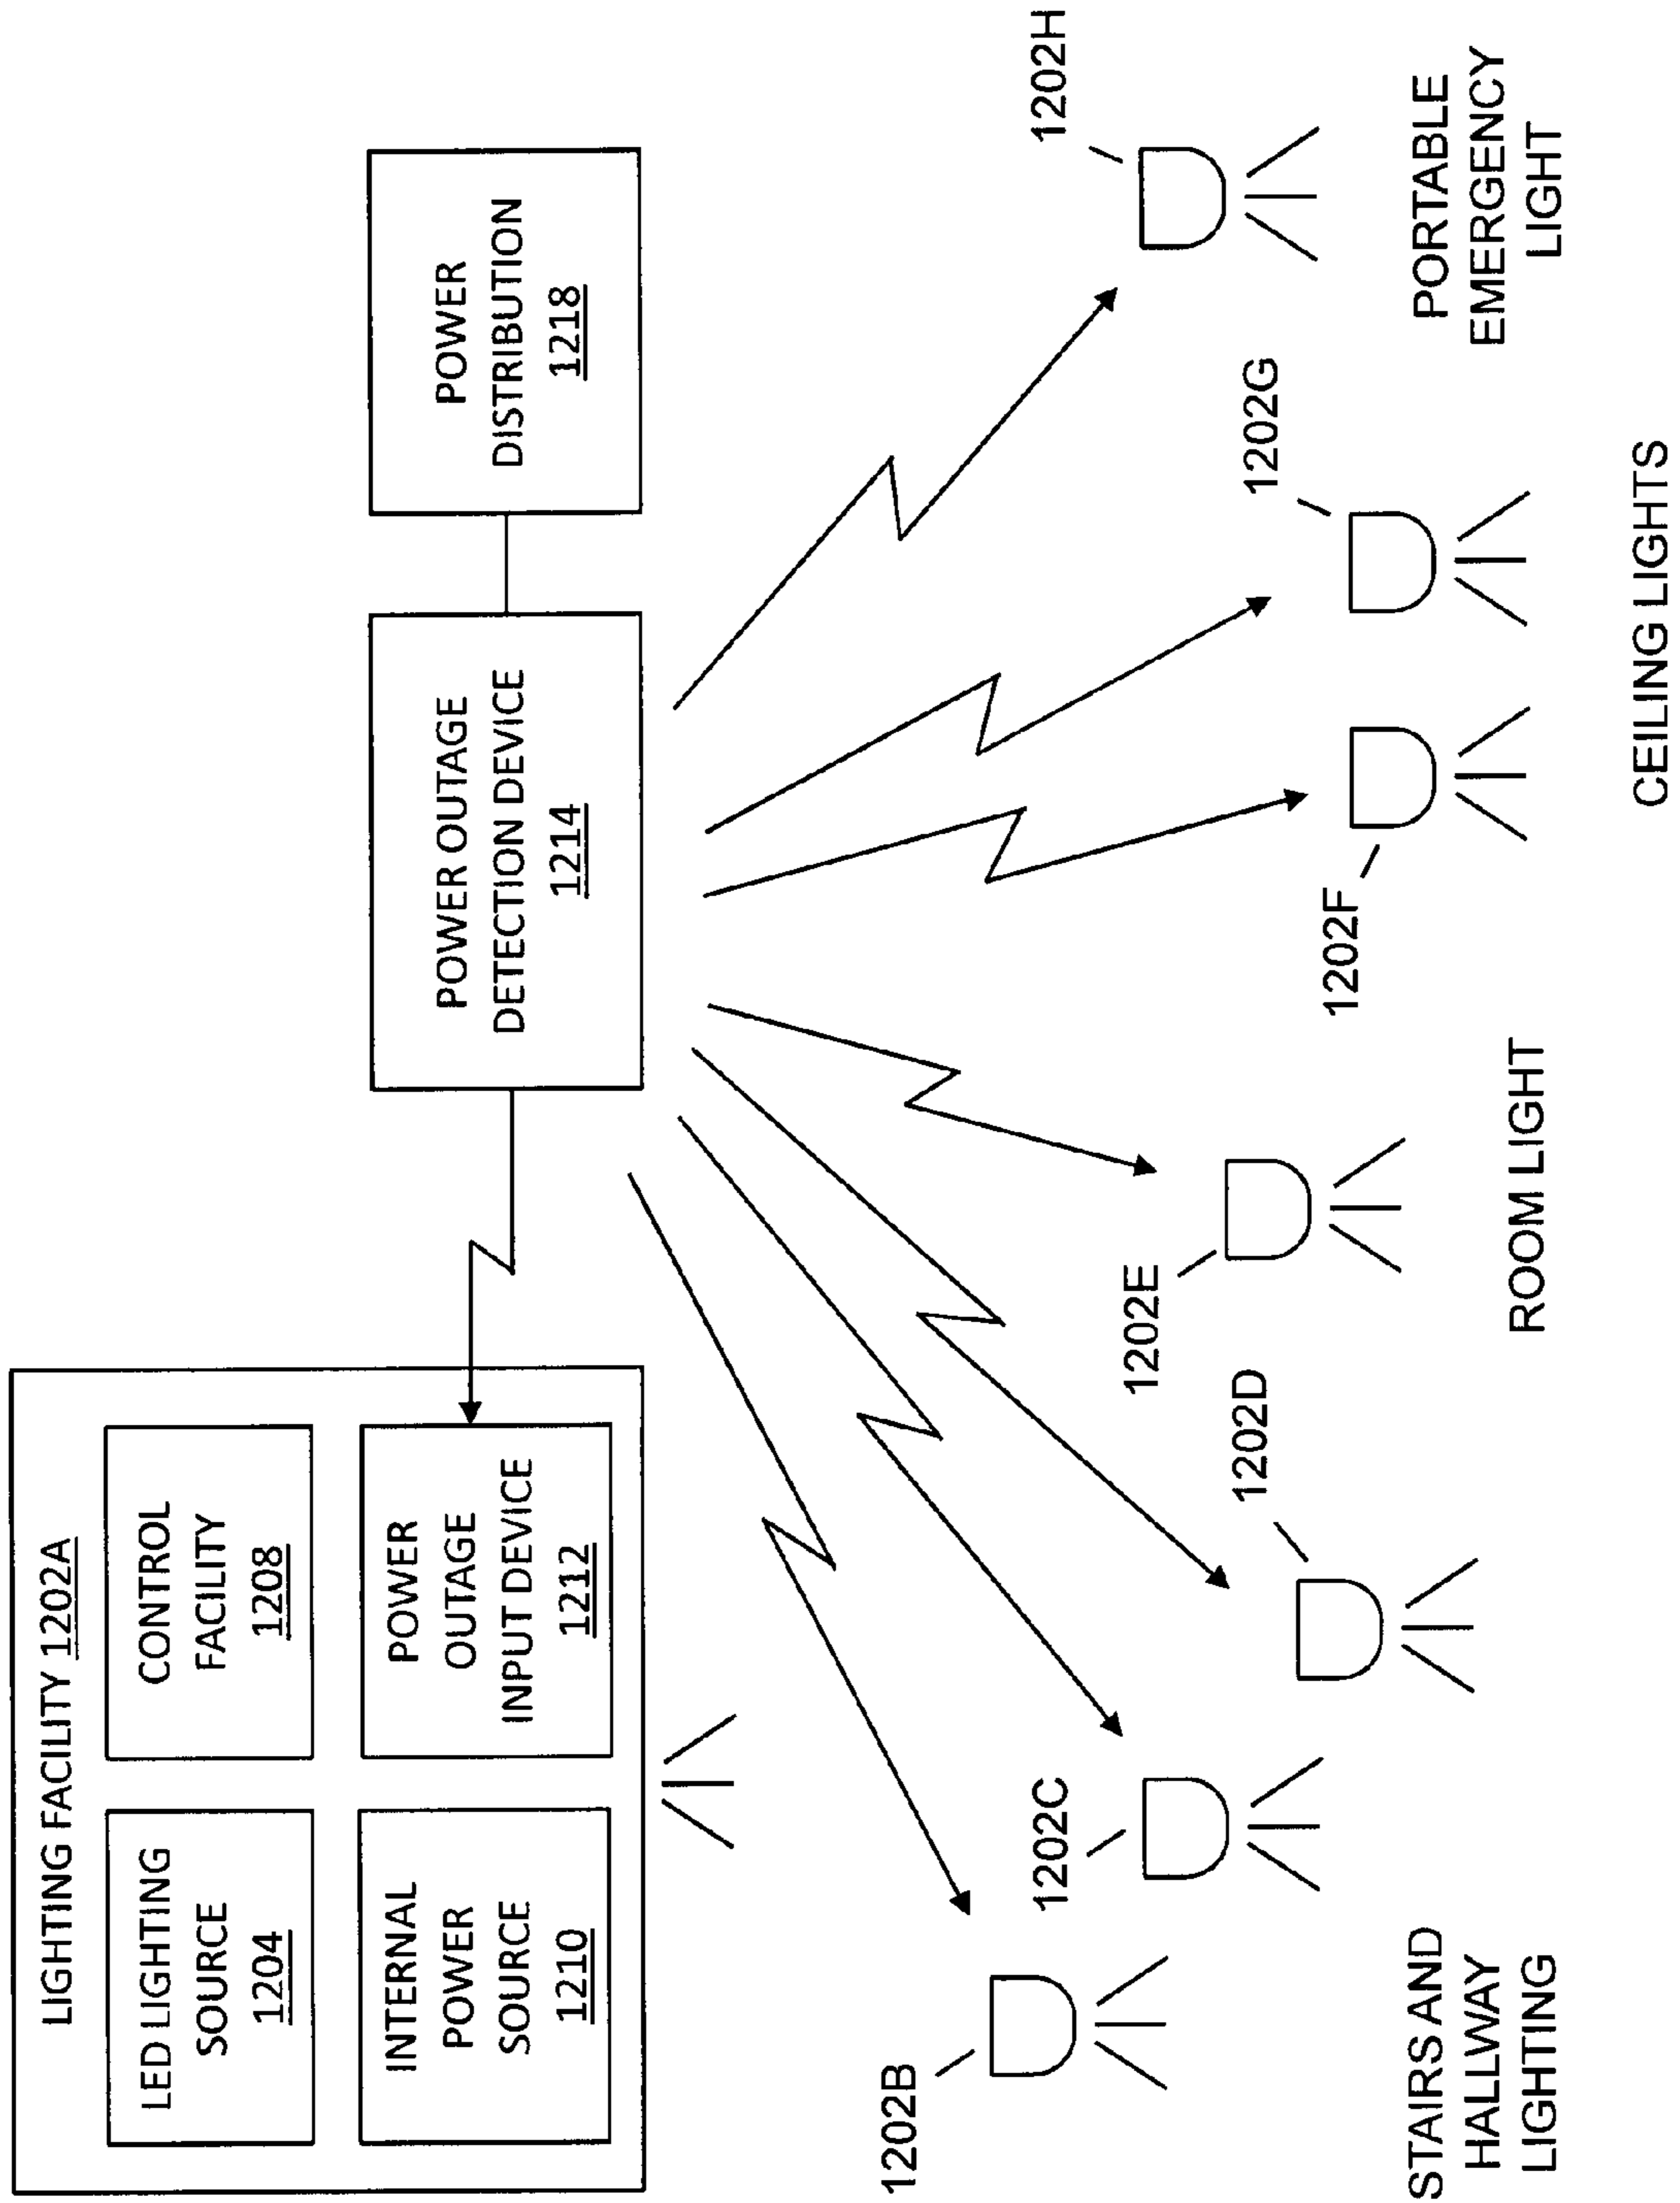 LIGHTING FACILITY 1202A
LED LIGHTING
SOURCE
1204
CONTROL
FACILITY
1208
INTERNAL
POWER
SOURCE
1210
POWER
OUTAGE
INPUT DEVICE
1212
POWER OUTAGE
DETECTION DEVICE
1214
POWER
DISTRIBUTION
1218
1202B
1202C
1202D
1202E
1202F
1202G
1202H
STAIRS AND
HALLWAY
LIGHTING
ROOM LIGHT
CEILING LIGHTS
PORTABLE
EMERGENCY
LIGHT